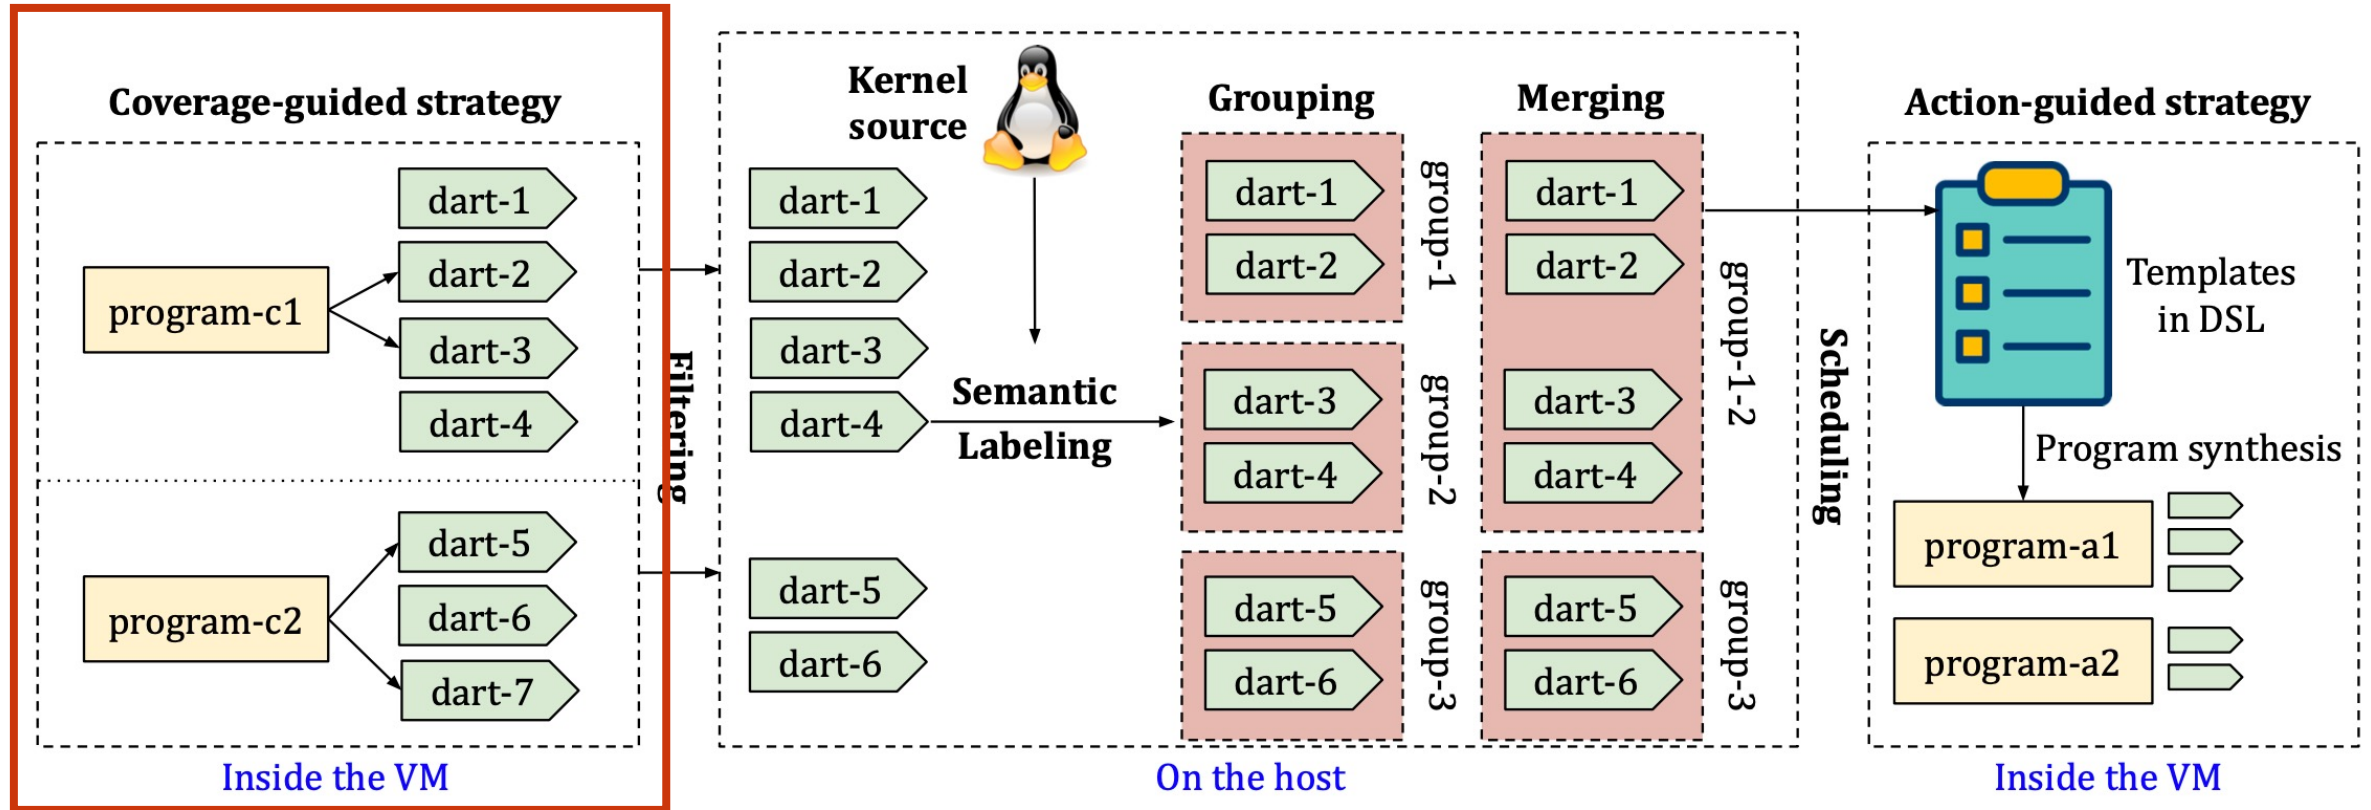 Coverage-guided strategy
program-c1
dart-1
dart-2
dart-3
dart-4
program-c2
dart-5
dart-6
dart-7
Inside the VM
Filtering
Kernel
source
dart-1
dart-2
dart-3
dart-4
dart-5
dart-6
Semantic
Labeling
Grouping
dart-1
dart-2
group-1
dart-3
dart-4
group-2
dart-5
dart-6
group-3
Merging
dart-1
dart-2
dart-3
dart-4
group-1-2
dart-5
dart-6
group-3
On the host
Scheduling
Action-guided strategy
Templates
in DSL
Program synthesis
program-a1
program-a2
Inside the VM